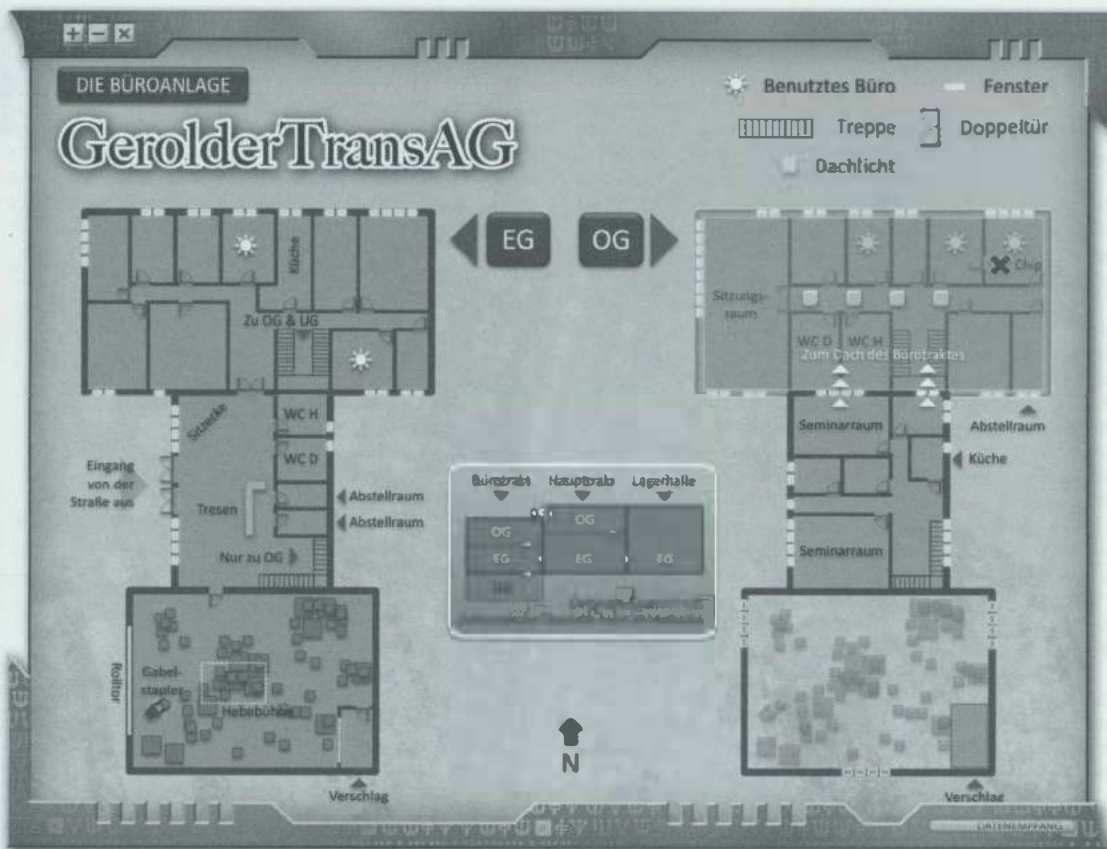 DIE BÜROANLAGE
GerolderTransAG
Benutztes Büro
Fenster
Treppe
Doppeltür
Dachlicht
EG
OG
Küche
Zu OG & UG
Sitzecke
WC H
WC D
Eingang
von der
Straße aus
Tresen
Abstellraum
Abstellraum
Nur zu OG
Rolltor
Gabel-
stapler
Hebebühne
Verschlag
Chip
Sitzungs-
raum
WC D
WC H
Zum Dach des Bürotraktes
Seminarraum
Abstellraum
Küche
Seminarraum
Verschlag
Bürotrakt
Haupttrakt
Lagerhalle
OG
OG
EG
EG
EG
N
DATENEMPFANG